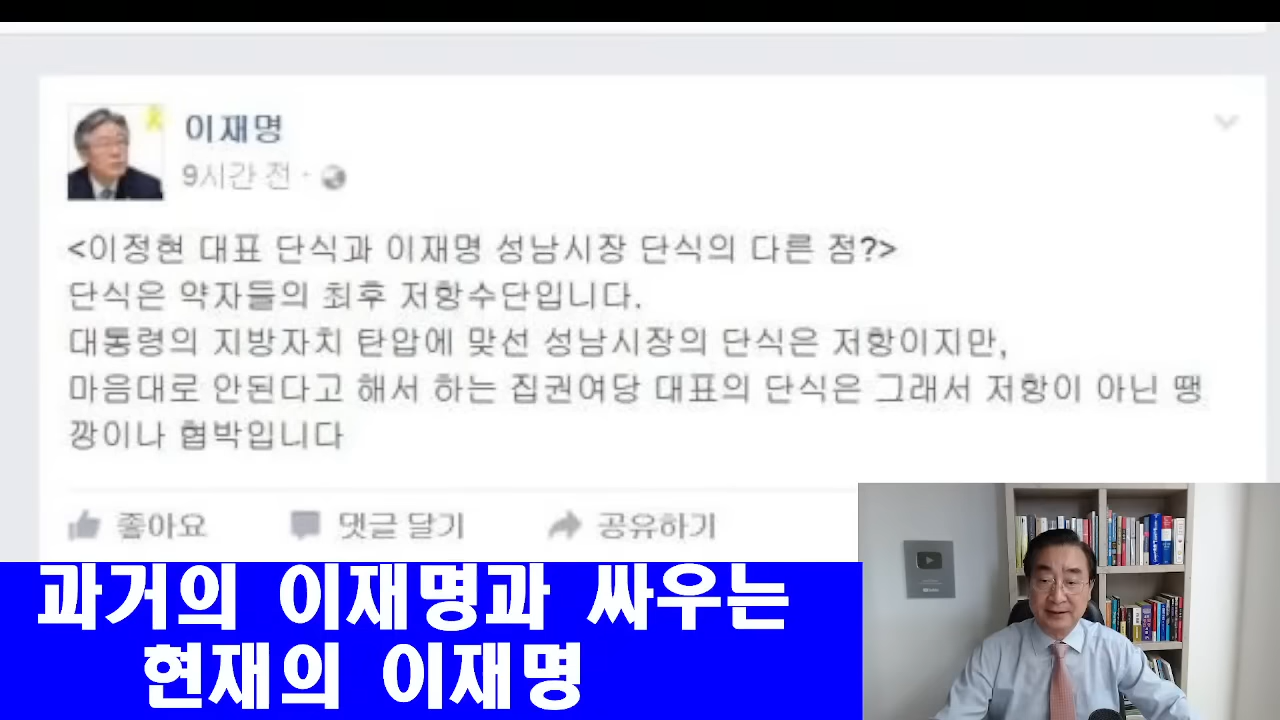 이재명
9시간 전 ·
<이정현 대표 단식과 이재명 성남시장 단식의 다른 점?>
단식은 약자들의 최후 저항수단입니다.
대통령의 지방자치 탄압에 맞선 성남시장의 단식은 저항이지만,
마음대로 안된다고 해서 하는 집권여당 대표의 단식은 그래서 저항이 아닌 땡
깡이나 협박입니다
좋아요 댓글 달기 공유하기
과거의 이재명과 싸우는
현재의 이재명